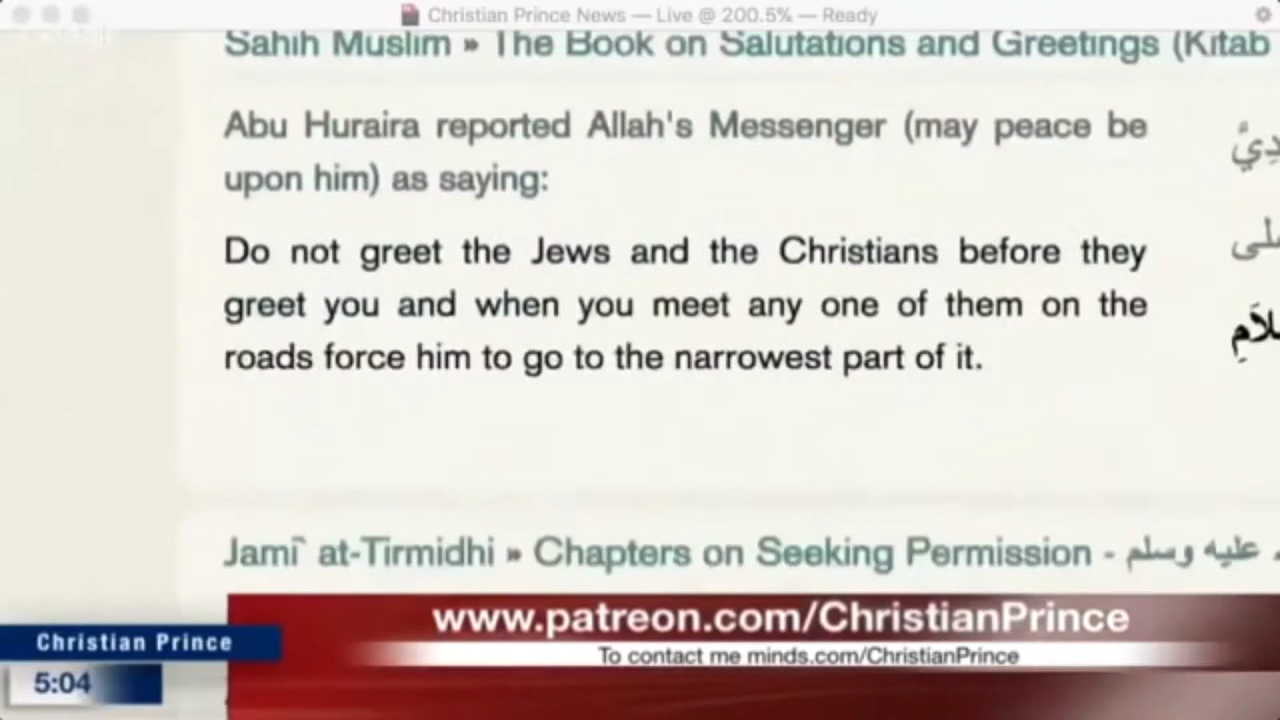 Christian Prince News — Live @ 200.5% — Ready
Sahih Muslim » The Book on Salutations and Greetings (Kitab
Abu Huraira reported Allah's Messenger (may peace be
upon him) as saying:
Do not greet the Jews and the Christians before they
greet you and when you meet any one of them on the
roads force him to go to the narrowest part of it.
Jami` at-Tirmidhi » Chapters on Seeking Permission - عليه وسلم
www.patreon.com/ChristianPrince
To contact me minds.com/ChristianPrince
Christian Prince
5:04